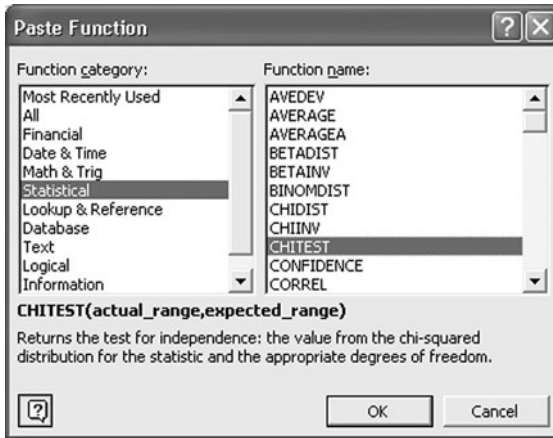 Paste Function
Function category:
Most Recently Used
All
Financial
Date & Time
Math & Trig
Statistical
Lookup & Reference
Database
Text
Logical
Information
Function name:
AVEDEV
AVERAGE
AVERAGEA
BETADIST
BETAINV
BINOMDIST
CHIDIST
CHIINV
CHITEST
CONFIDENCE
CORREL
CHITEST(actual_range,expected_range)
Returns the test for independence: the value from the chi-squared
distribution for the statistic and the appropriate degrees of freedom.
OK
Cancel